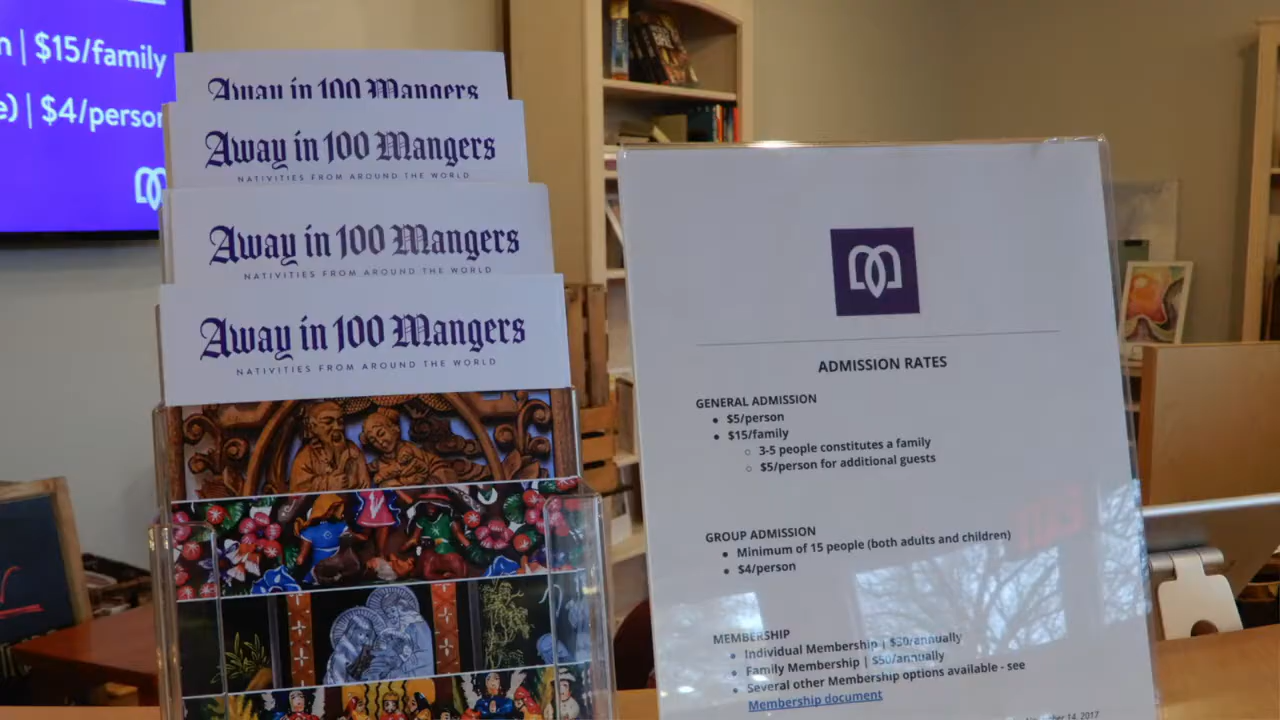 | $15/family
| $4/person
Away in 100 Mangers
Away in 100 Mangers
NATIVITIES FROM AROUND THE WORLD
Away in 100 Mangers
NATIVITIES FROM AROUND THE WORLD
Away in 100 Mangers
NATIVITIES FROM AROUND THE WORLD
ADMISSION RATES
GENERAL ADMISSION
$5/person
$15/family
3-5 people constitutes a family
$5/person for additional guests
GROUP ADMISSION
Minimum of 15 people (both adults and children)
$4/person
MEMBERSHIP
Individual Membership | $30/annually
Family Membership | $50/annually
Several other Membership options available - see
Membership document
14, 2017